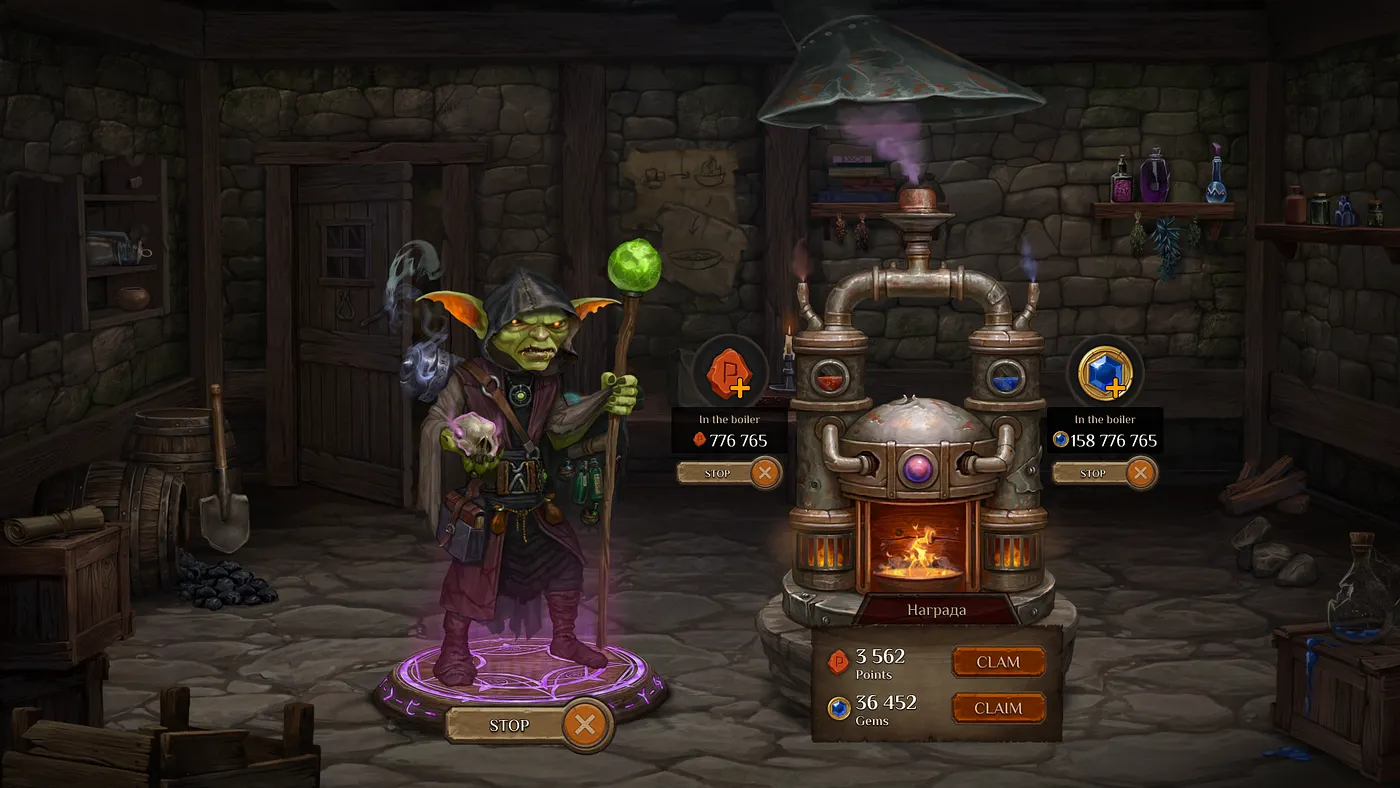 In the boiler
776 765
STOP
In the boiler
158 776 765
STOP
Награда
3 562
Points
CLAM
36 452
Gems
CLAIM
STOP